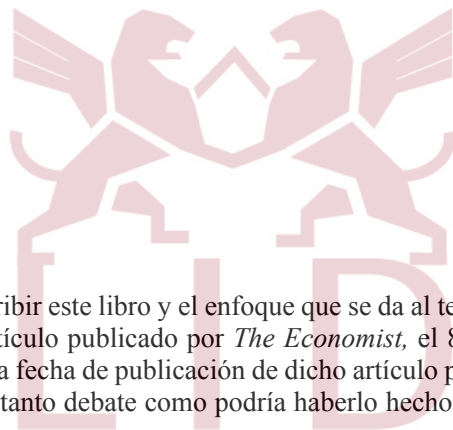 LID
ribir este libro y el enfoque que se da al te
tículo publicado por The Economist, el 8
a fecha de publicación de dicho artículo p
tanto debate como podría haberlo hecho